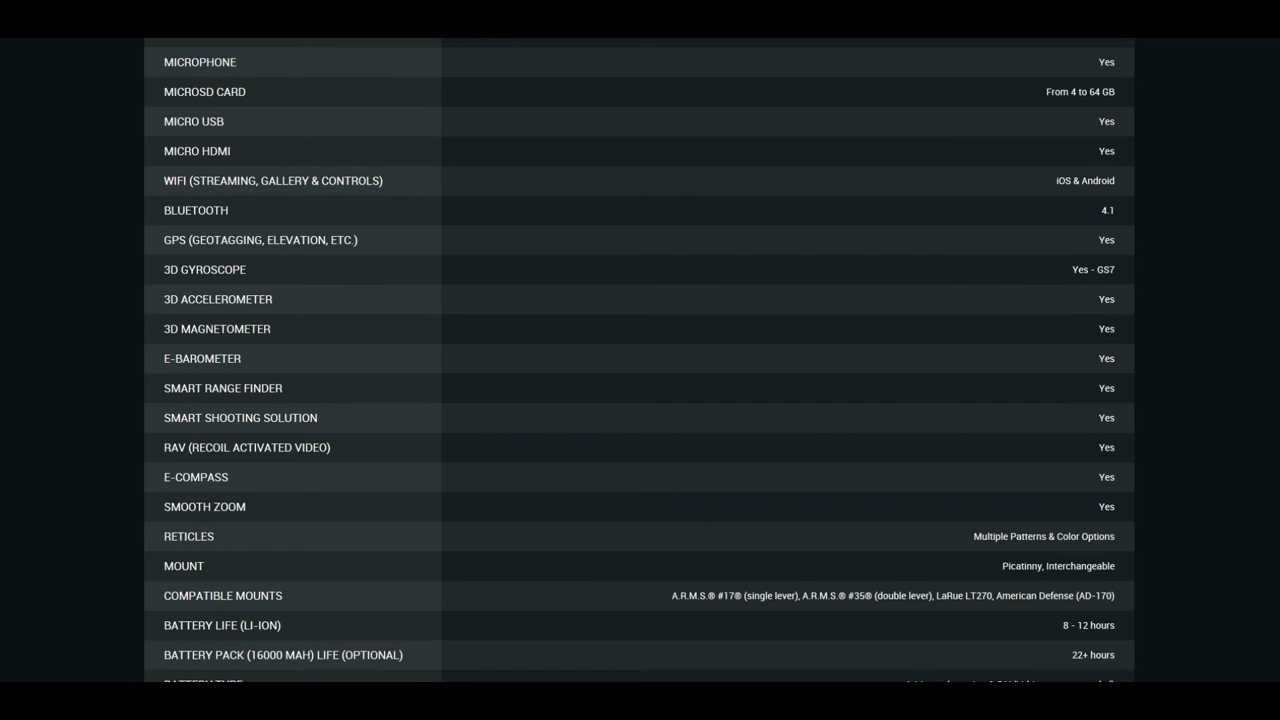 MICROPHONE Yes
MICROSD CARD From 4 to 64 GB
MICRO USB Yes
MICRO HDMI Yes
WIFI (STREAMING, GALLERY & CONTROLS) iOS & Android
BLUETOOTH 4.1
GPS (GEOTAGGING, ELEVATION, ETC.) Yes
3D GYROSCOPE Yes - GS7
3D ACCELEROMETER Yes
3D MAGNETOMETER Yes
E-BAROMETER Yes
SMART RANGE FINDER Yes
SMART SHOOTING SOLUTION Yes
RAV (RECOIL ACTIVATED VIDEO) Yes
E-COMPASS Yes
SMOOTH ZOOM Yes
RETICLES Multiple Patterns & Color Options
MOUNT Picatinny, Interchangeable
COMPATIBLE MOUNTS A.R.M.S.® #17® (single lever), A.R.M.S.® #35® (double lever), LaRue LT270, American Defense (AD-170)
BATTERY LIFE (LI-ION) 8 - 12 hours
BATTERY PACK (16000 MAH) LIFE (OPTIONAL) 22+ hours
BATTERY TYPE